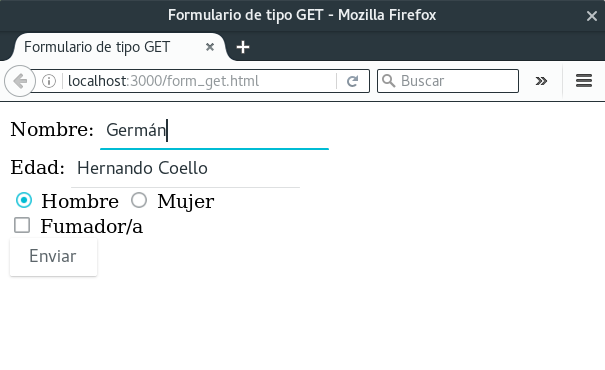 Formulario de tipo GET - Mozilla Firefox
Formulario de tipo GET
localhost:3000/form_get.html
Buscar
Nombre: Germán
Edad: Hernando Coello
Hombre Mujer
Fumador/a
Enviar